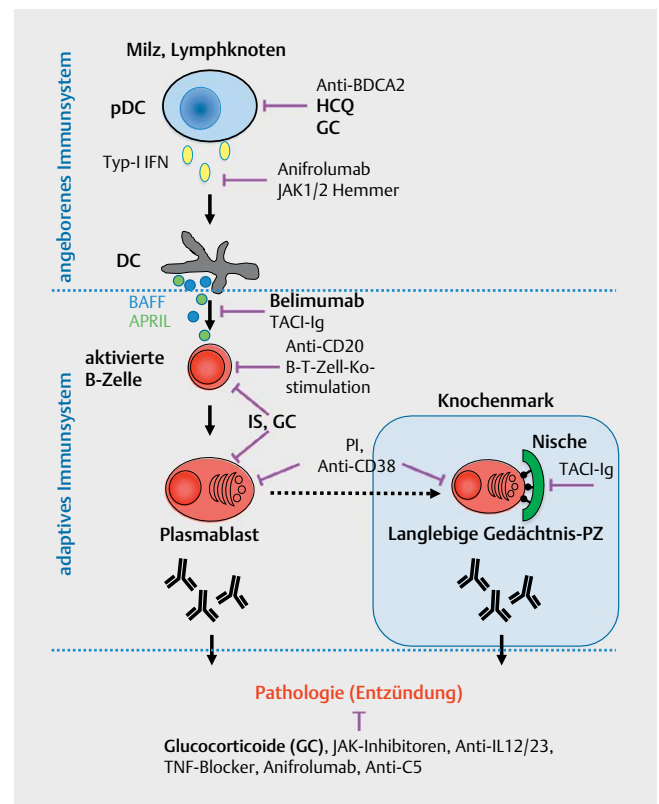 angeborenes Immunsystem
Milz, Lymphknoten
pDC
Anti-BDCA2
HCQ
GC
Typ-I IFN
Anifrolumab
JAK1/2 Hemmer
DC
BAFF
APRIL
Belimumab
TACI-Ig
adaptives Immunsystem
aktivierte
B-Zelle
Anti-CD20
B-T-Zell-Ko-
stimulation
IS, GC
Knochenmark
PI,
Anti-CD38
Nische
TACI-Ig
Plasmablast
Langlebige Gedächtnis-PZ
Pathologie (Entzündung)
Glucocorticoide (GC), JAK-Inhibitoren, Anti-IL12/23,
TNF-Blocker, Anifrolumab, Anti-C5